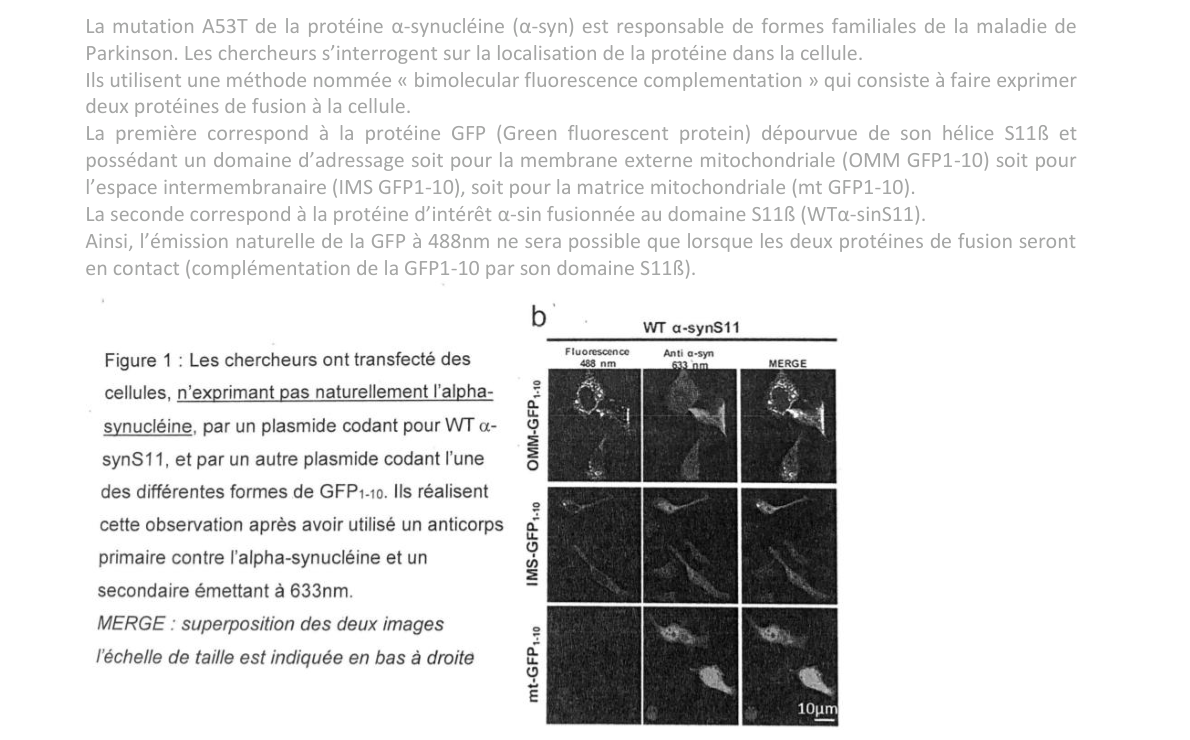 La mutation A53T de la protéine α-synucléine (α-syn) est responsable de formes familiales de la maladie de
Parkinson. Les chercheurs s’interrogent sur la localisation de la protéine dans la cellule.
Ils utilisent une méthode nommée « bimolecular fluorescence complementation » qui consiste à faire exprimer
deux protéines de fusion à la cellule.
La première correspond à la protéine GFP (Green fluorescent protein) dépourvue de son hélice S11ß et
possédant un domaine d’adressage soit pour la membrane externe mitochondriale (OMM GFP1-10) soit pour
l’espace intermembranaire (IMS GFP1-10), soit pour la matrice mitochondriale (mt GFP1-10).
La seconde correspond à la protéine d’intérêt α-sin fusionnée au domaine S11ß (WTα-sinS11).
Ainsi, l’émission naturelle de la GFP à 488nm ne sera possible que lorsque les deux protéines de fusion seront
en contact (complémentation de la GFP1-10 par son domaine S11ß).
Figure 1 : Les chercheurs ont transfecté des
cellules, n’exprimant pas naturellement l’alpha-
synucléine, par un plasmide codant pour WT α-
synS11, et par un autre plasmide codant l’une
des différentes formes de GFP1-10. Ils réalisent
cette observation après avoir utilisé un anticorps
primaire contre l’alpha-synucléine et un
secondaire émettant à 633nm.
MERGE : superposition des deux images
l’échelle de taille est indiquée en bas à droite
b
WT α-synS11
Fluorescence
488 nm
Anti α-syn
633 nm
MERGE
OMM-GFP1-10
IMS-GFP1-10
mt-GFP1-10
10µm